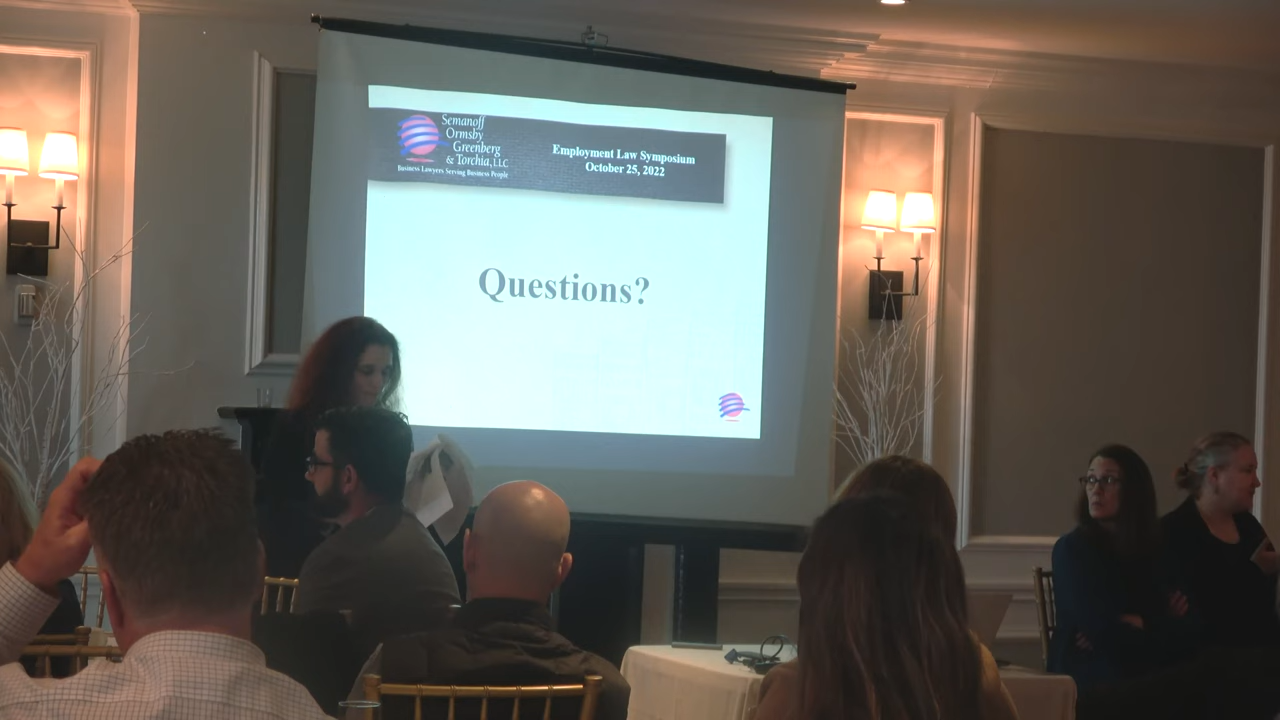 Semanoff
Ormsby
Greenberg
& Torchia, LLC
Business Lawyers Serving Business People
Employment Law Symposium
October 25, 2022
Questions?